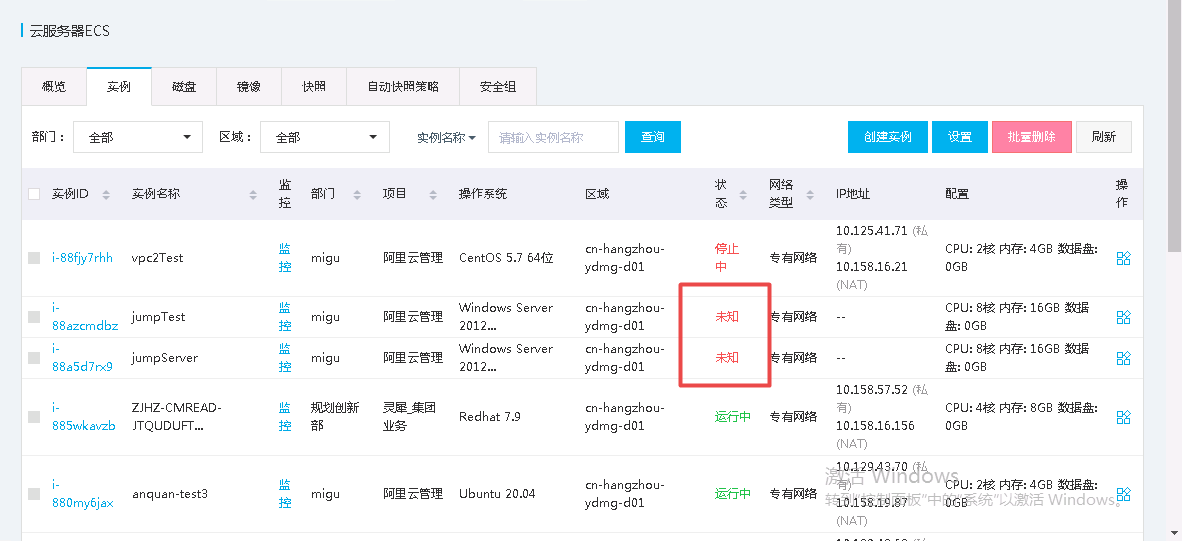 云服务器ECS
概览 实例 磁盘 镜像 快照 自动快照策略 安全组
部门： 全部 区域： 全部 实例名称 请输入实例名称 查询 创建实例 设置 批量删除 刷新
实例ID 实例名称 监控 部门 项目 操作系统 区域 状态 网络类型 IP地址 配置 操作
i-88fjy7rhh vpc2Test 监控 migu 阿里云管理 CentOS 5.7 64位 cn-hangzhou-ydmg-d01 停止中 专有网络 10.125.41.71 (私有) 10.158.16.21 (NAT) CPU: 2核 内存: 4GB 数据盘: 0GB
i-88azcmdbz jumpTest 监控 migu 阿里云管理 Windows Server 2012... cn-hangzhou-ydmg-d01 未知 专有网络 -- CPU: 8核 内存: 16GB 数据盘: 0GB
i-88a5d7rx9 jumpServer 监控 migu 阿里云管理 Windows Server 2012... cn-hangzhou-ydmg-d01 未知 专有网络 -- CPU: 8核 内存: 16GB 数据盘: 0GB
i-885wkavzb ZJHZ-CMREAD-JTQUDUFT... 监控 规划创新部 灵犀_集团业务 Redhat 7.9 cn-hangzhou-ydmg-d01 运行中 专有网络 10.158.57.52 (私有) 10.158.16.156 (NAT) CPU: 4核 内存: 8GB 数据盘: 0GB
i-880my6jax anquan-test3 监控 migu 阿里云管理 Ubuntu 20.04 cn-hangzhou-ydmg-d01 运行中 专有网络 10.129.43.70 (私有) 10.158.19.87 (NAT) CPU: 2核 内存: 4GB 数据盘: 0GB
激活 Windows
转到"控制面板"中的"系统"以激活 Windows。